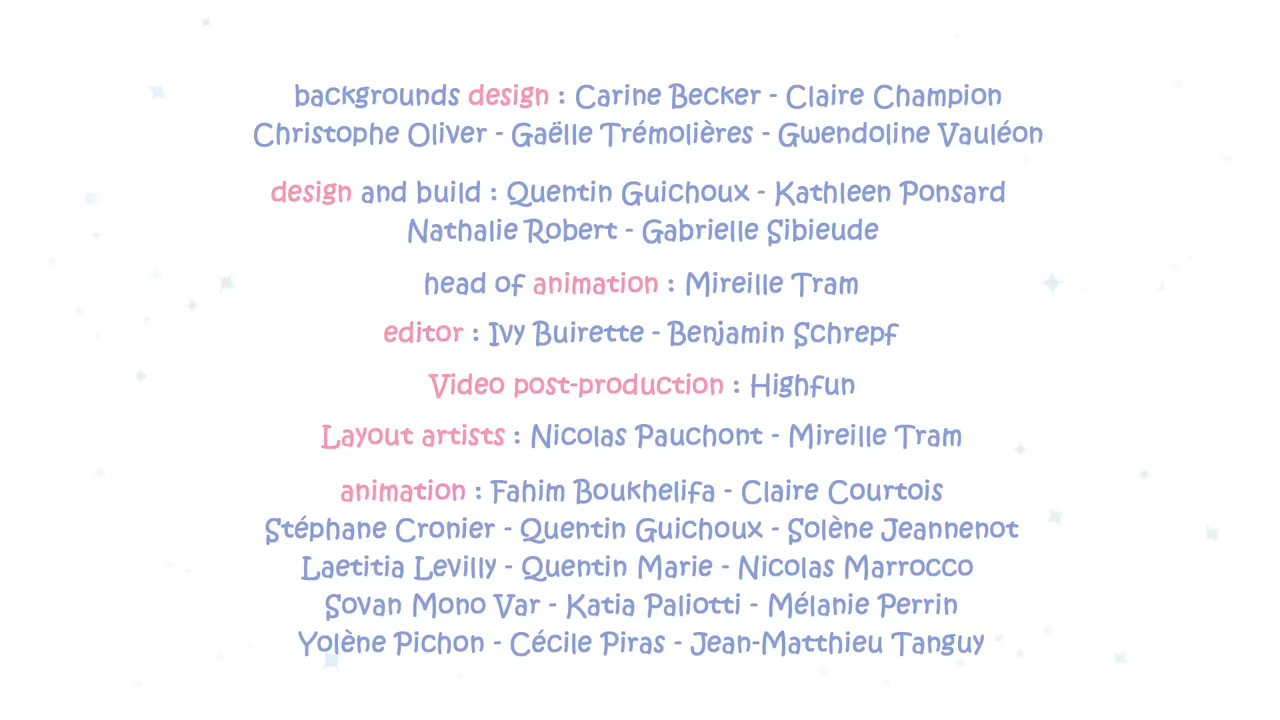 backgrounds design : Carine Becker - Claire Champion
Christophe Oliver - Gaëlle Trémolières - Gwendoline Vauléon
design and build : Quentin Guichoux - Kathleen Ponsard
Nathalie Robert - Gabrielle Sibieude
head of animation : Mireille Tram
editor : Ivy Buirette - Benjamin Schrepf
Video post-production : Highfun
Layout artists : Nicolas Pauchont - Mireille Tram
animation : Fahim Boukhelifa - Claire Courtois
Stéphane Cronier - Quentin Guichoux - Solène Jeannenot
Laetitia Levilly - Quentin Marie - Nicolas Marrocco
Sovan Mono Var - Katia Paliotti - Mélanie Perrin
Yolène Pichon - Cécile Piras - Jean-Matthieu Tanguy